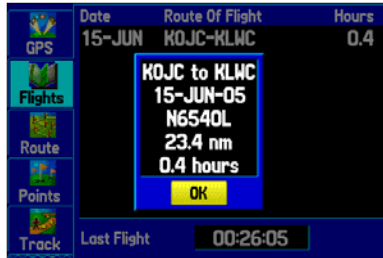 Date Route Of Flight Hours
15-JUN KOJC-KLWC 0.4
GPS
Flights
Route
Points
Track
KOJC to KLWC
15-JUN-05
N6540L
23.4 nm
0.4 hours
OK
Last Flight 00:26:05